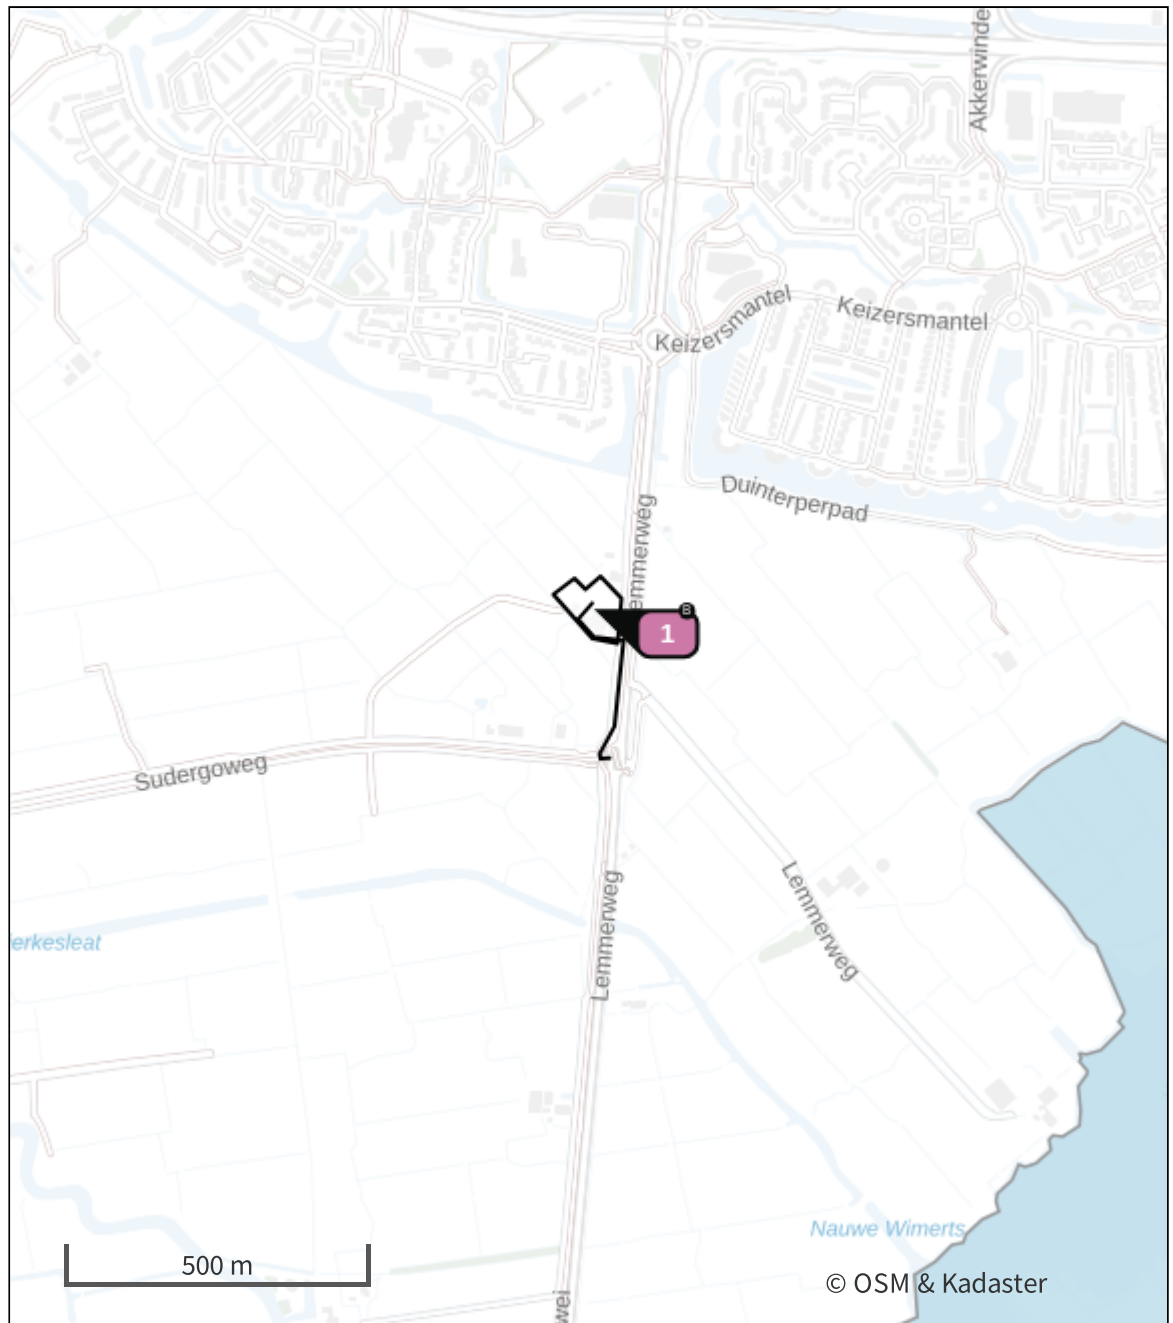 Akkerwinde
Keizersmantel
Keizersmantel
Duinterperpad
emmerweg
B
1
Sudergoweg
Lemmerweg
Lemmerweg
erkesleat
Nauwe Wimerts
500 m
© OSM & Kadaster
wei